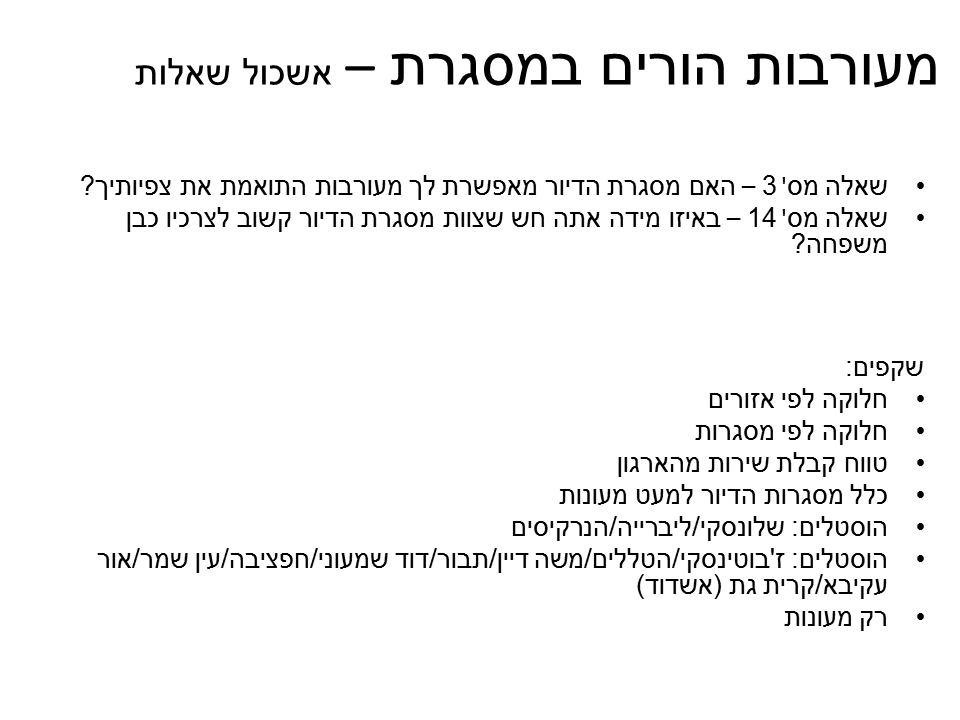 מעורבות הורים במסגרת – אשכול שאלות
• שאלה מס' 3 – האם מסגרת הדיור מאפשרת לך מעורבות התואמת את צפיותיך?
• שאלה מס' 14 – באיזו מידה אתה חש שצוות מסגרת הדיור קשוב לצרכיו כבן
משפחה?
שקפים:
• חלוקה לפי אזורים
• חלוקה לפי מסגרות
• טווח קבלת שירות מהארגון
• כלל מסגרות הדיור למעט מעונות
• הוסטלים: שלונסקי/ליברייה/הנרקיסים
• הוסטלים: ז'בוטינסקי/הטללים/משה דיין/תבור/דוד שמעוני/חפציבה/עין שמר/אור
עקיבא/קרית גת (אשדוד)
• רק מעונות